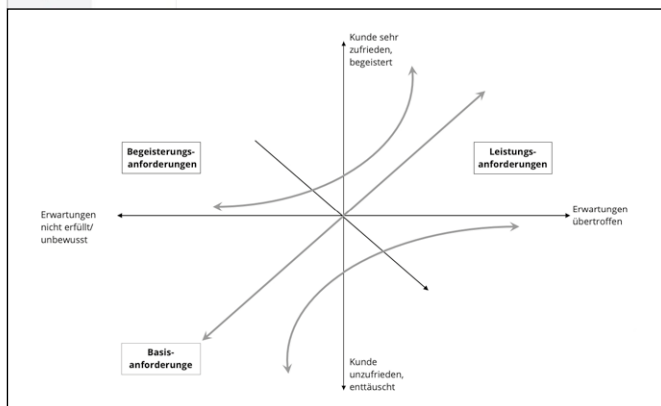 Kunde sehr
zufrieden,
begeistert
Begeisterungs-
anforderungen
Leistungs-
anforderungen
Erwartungen
nicht erfüllt/
unbewusst
Erwartungen
übertroffen
Basis-
anforderunge
Kunde
unzufrieden,
enttäuscht